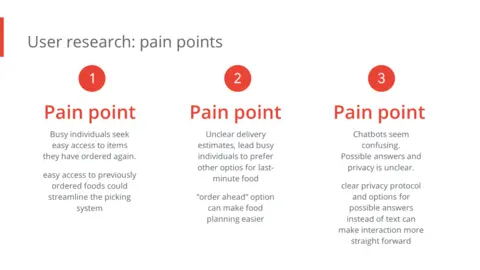 User research: pain points
1
Pain point
Busy individuals seek
easy access to items
they have ordered again.
easy access to previously
ordered foods could
streamline the picking
system
2
Pain point
Unclear delivery
estimates, lead busy
individuals to prefer
other optios for last-
minute food
"order ahead" option
can make food
planning easier
3
Pain point
Chatbots seem
confusing.
Possible answers and
privacy is unclear.
clear privacy protocol
and options for
possible answers
instead of text can
make interaction more
straight forward